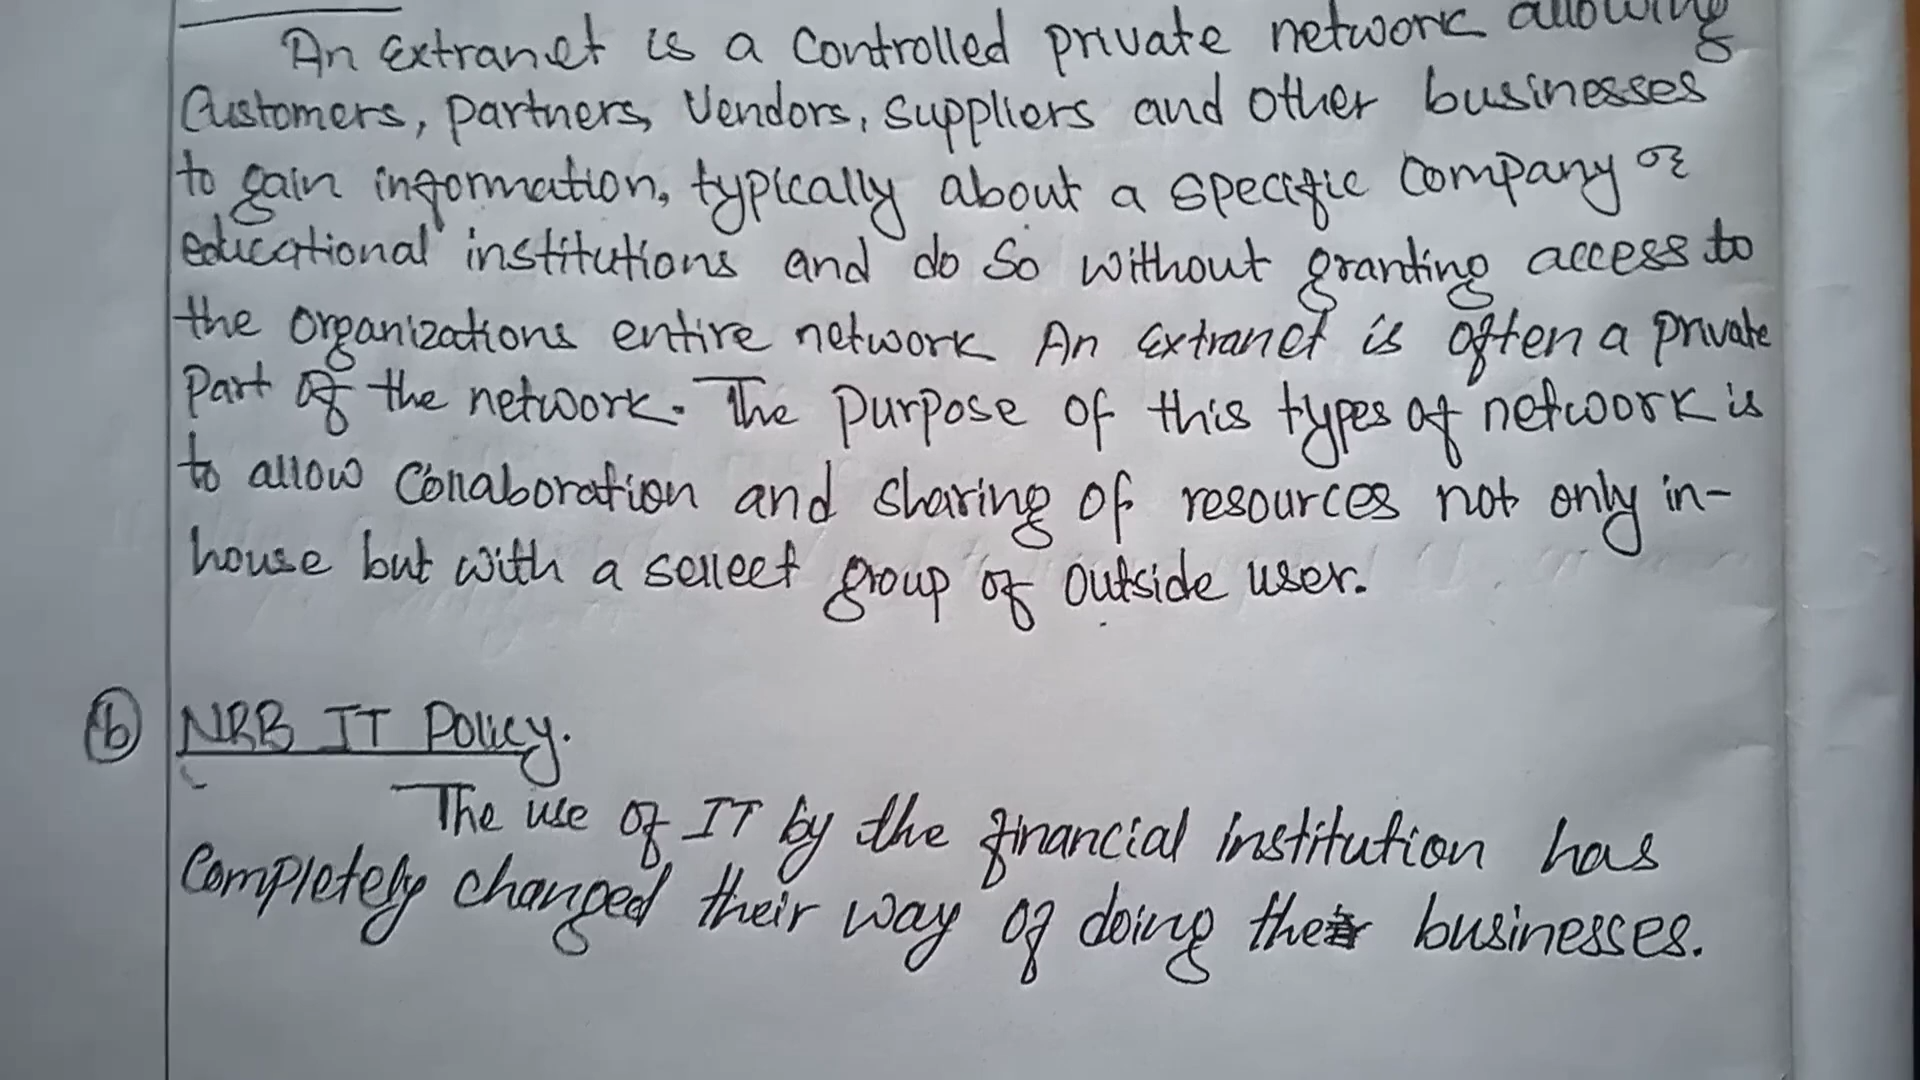 An Extranet is a Controlled private network allowing
Customers, partners, Vendors, Suppliers and other businesses
to gain information, typically about a specific company or
educational institutions and do so without granting access to
the organizations entire network An Extranet is often a private
Part of the network. The purpose of this types of network is
to allow Collaboration and sharing of resources not only in-
house but with a sellect group of outside user.
(b) NRB IT Policy.
The use of IT by the financial institution has
Completely changed their way of doing their businesses.